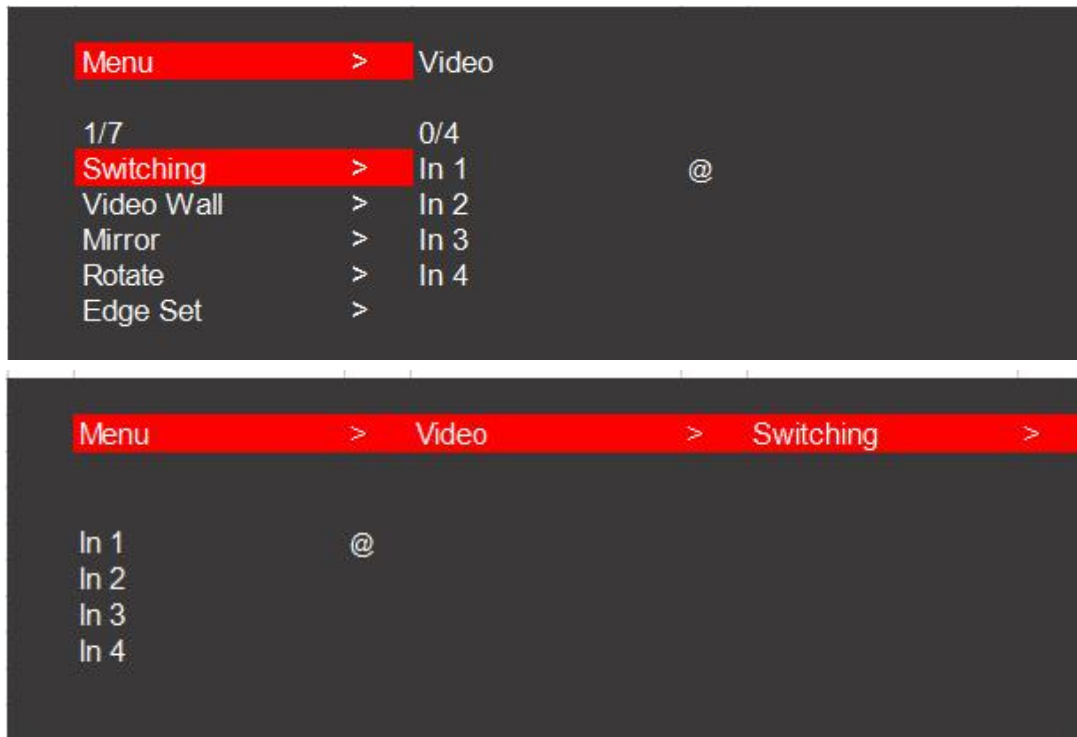 Menu > Video
1/7 0/4
Switching > In 1 @
Video Wall > In 2
Mirror > In 3
Rotate > In 4
Edge Set >
Menu > Video > Switching >
In 1 @
In 2
In 3
In 4